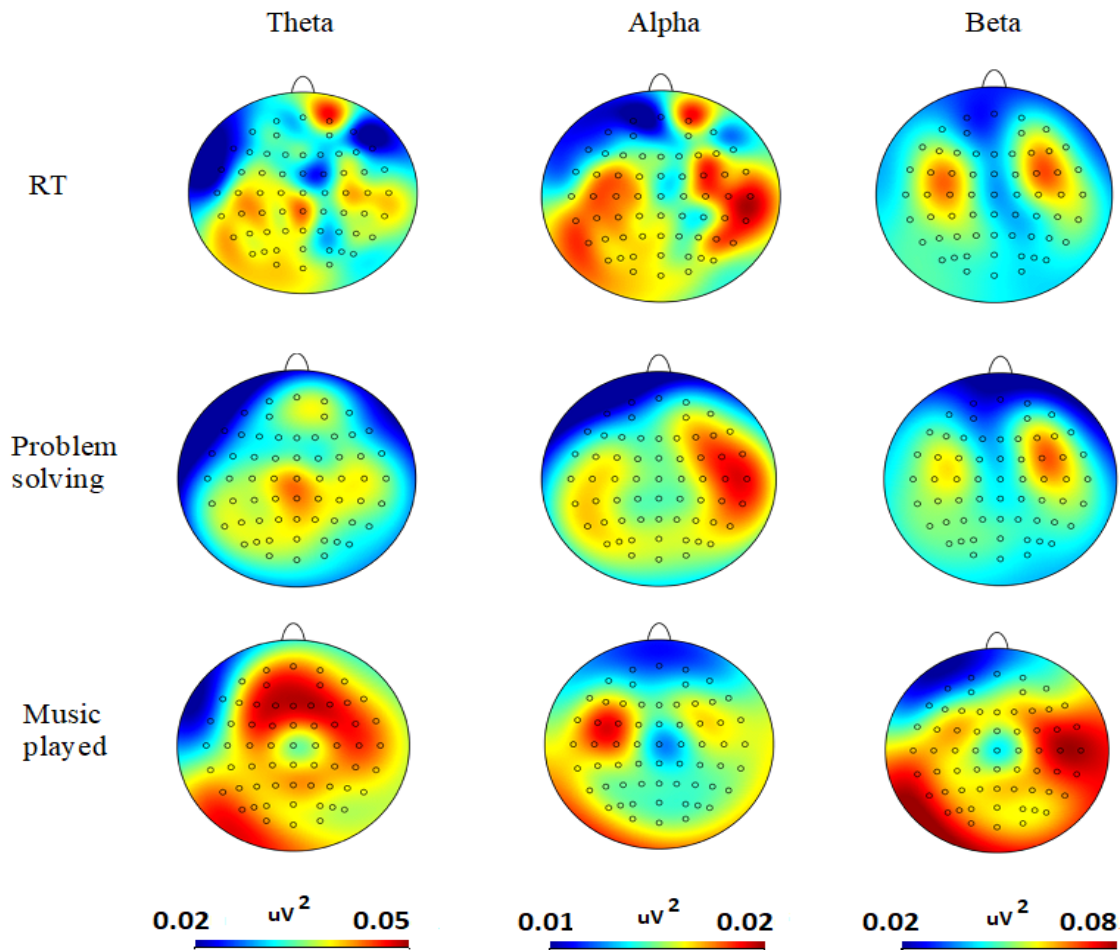 Theta Alpha Beta
RT
Problem
solving
Music
played
0.02 uV² 0.05 0.01 uV² 0.02 0.02 uV² 0.08